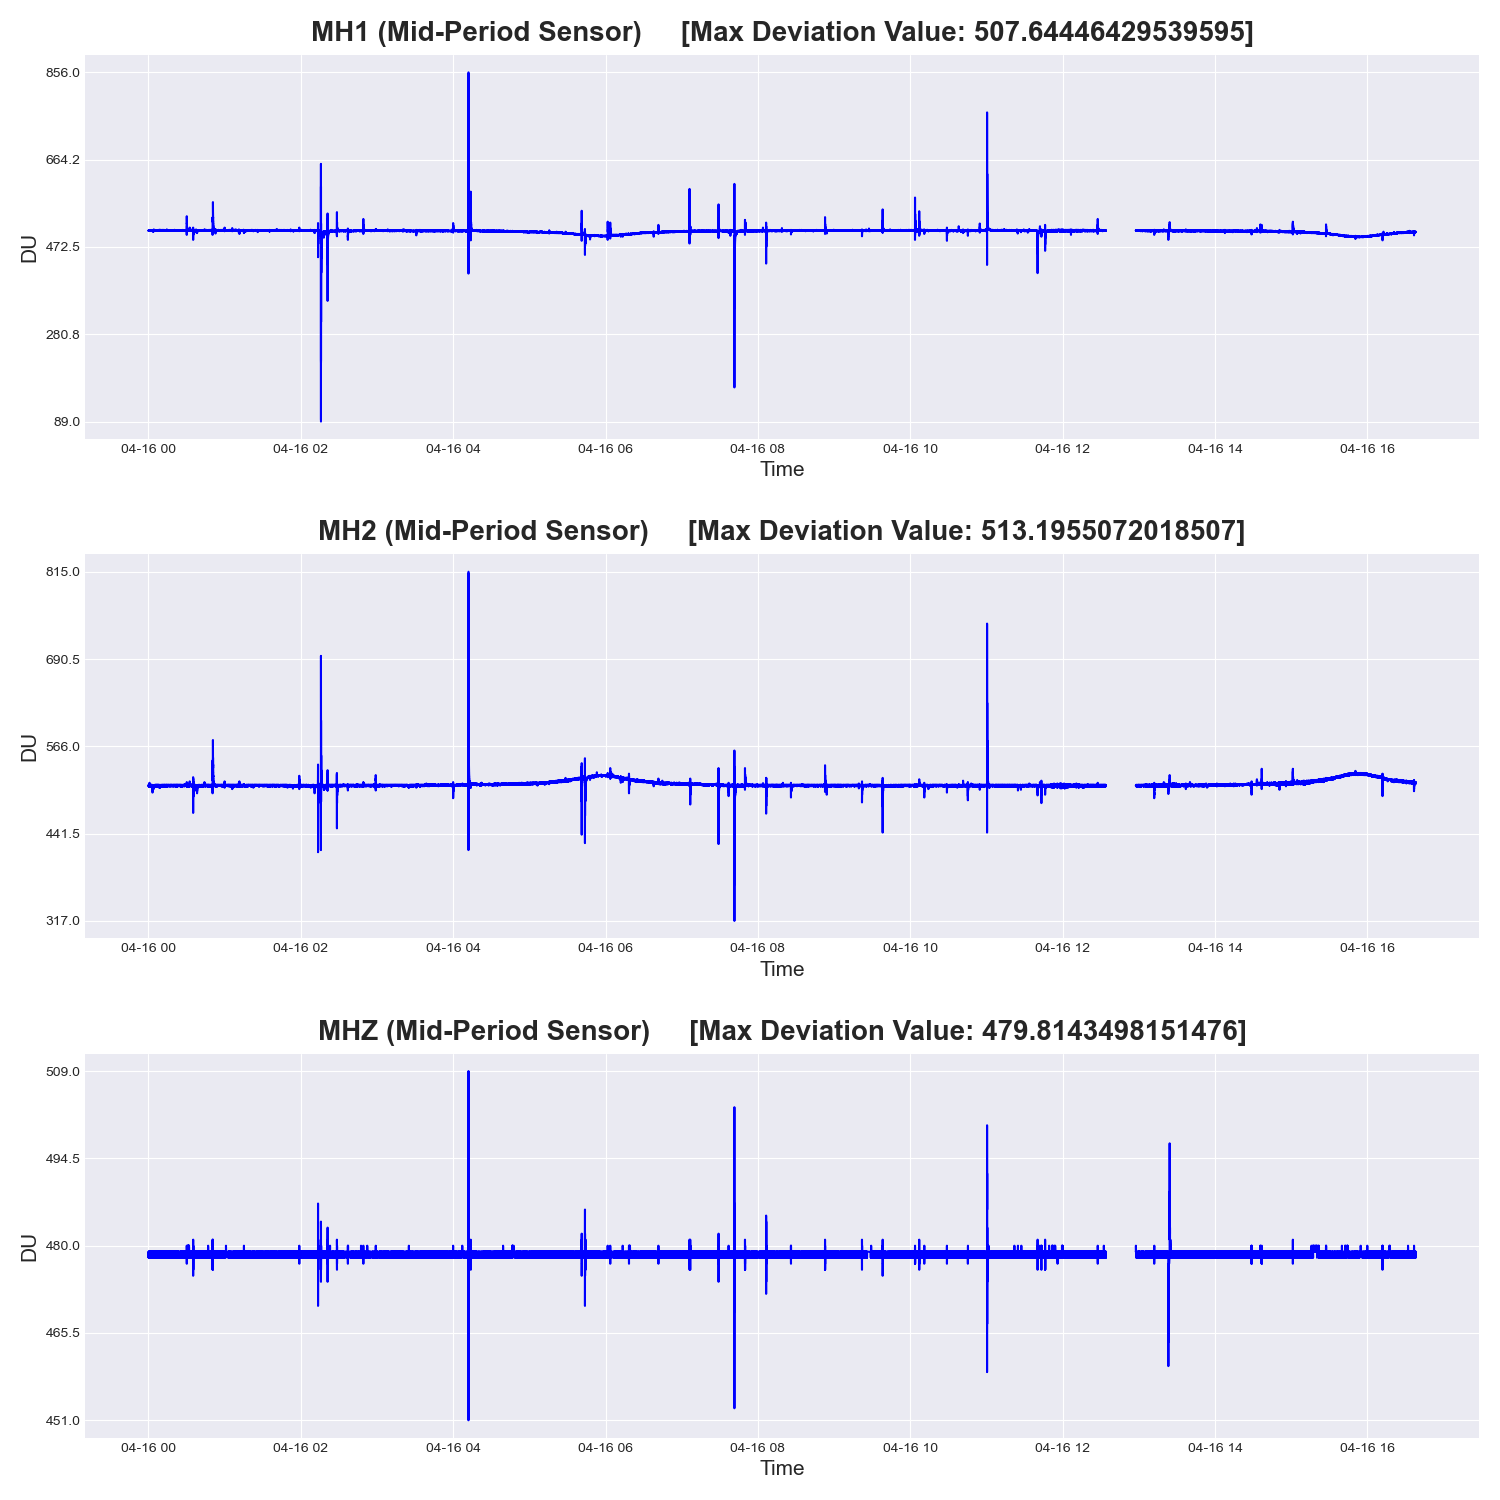 MH1 (Mid-Period Sensor) [Max Deviation Value: 507.64446429539595]
856.0
664.2
472.5
280.8
89.0
DU
04-16 00 04-16 02 04-16 04 04-16 06 04-16 08 04-16 10 04-16 12 04-16 14 04-16 16
Time
MH2 (Mid-Period Sensor) [Max Deviation Value: 513.1955072018507]
815.0
690.5
566.0
441.5
317.0
DU
04-16 00 04-16 02 04-16 04 04-16 06 04-16 08 04-16 10 04-16 12 04-16 14 04-16 16
Time
MHZ (Mid-Period Sensor) [Max Deviation Value: 479.8143498151476]
509.0
494.5
480.0
465.5
451.0
DU
04-16 00 04-16 02 04-16 04 04-16 06 04-16 08 04-16 10 04-16 12 04-16 14 04-16 16
Time